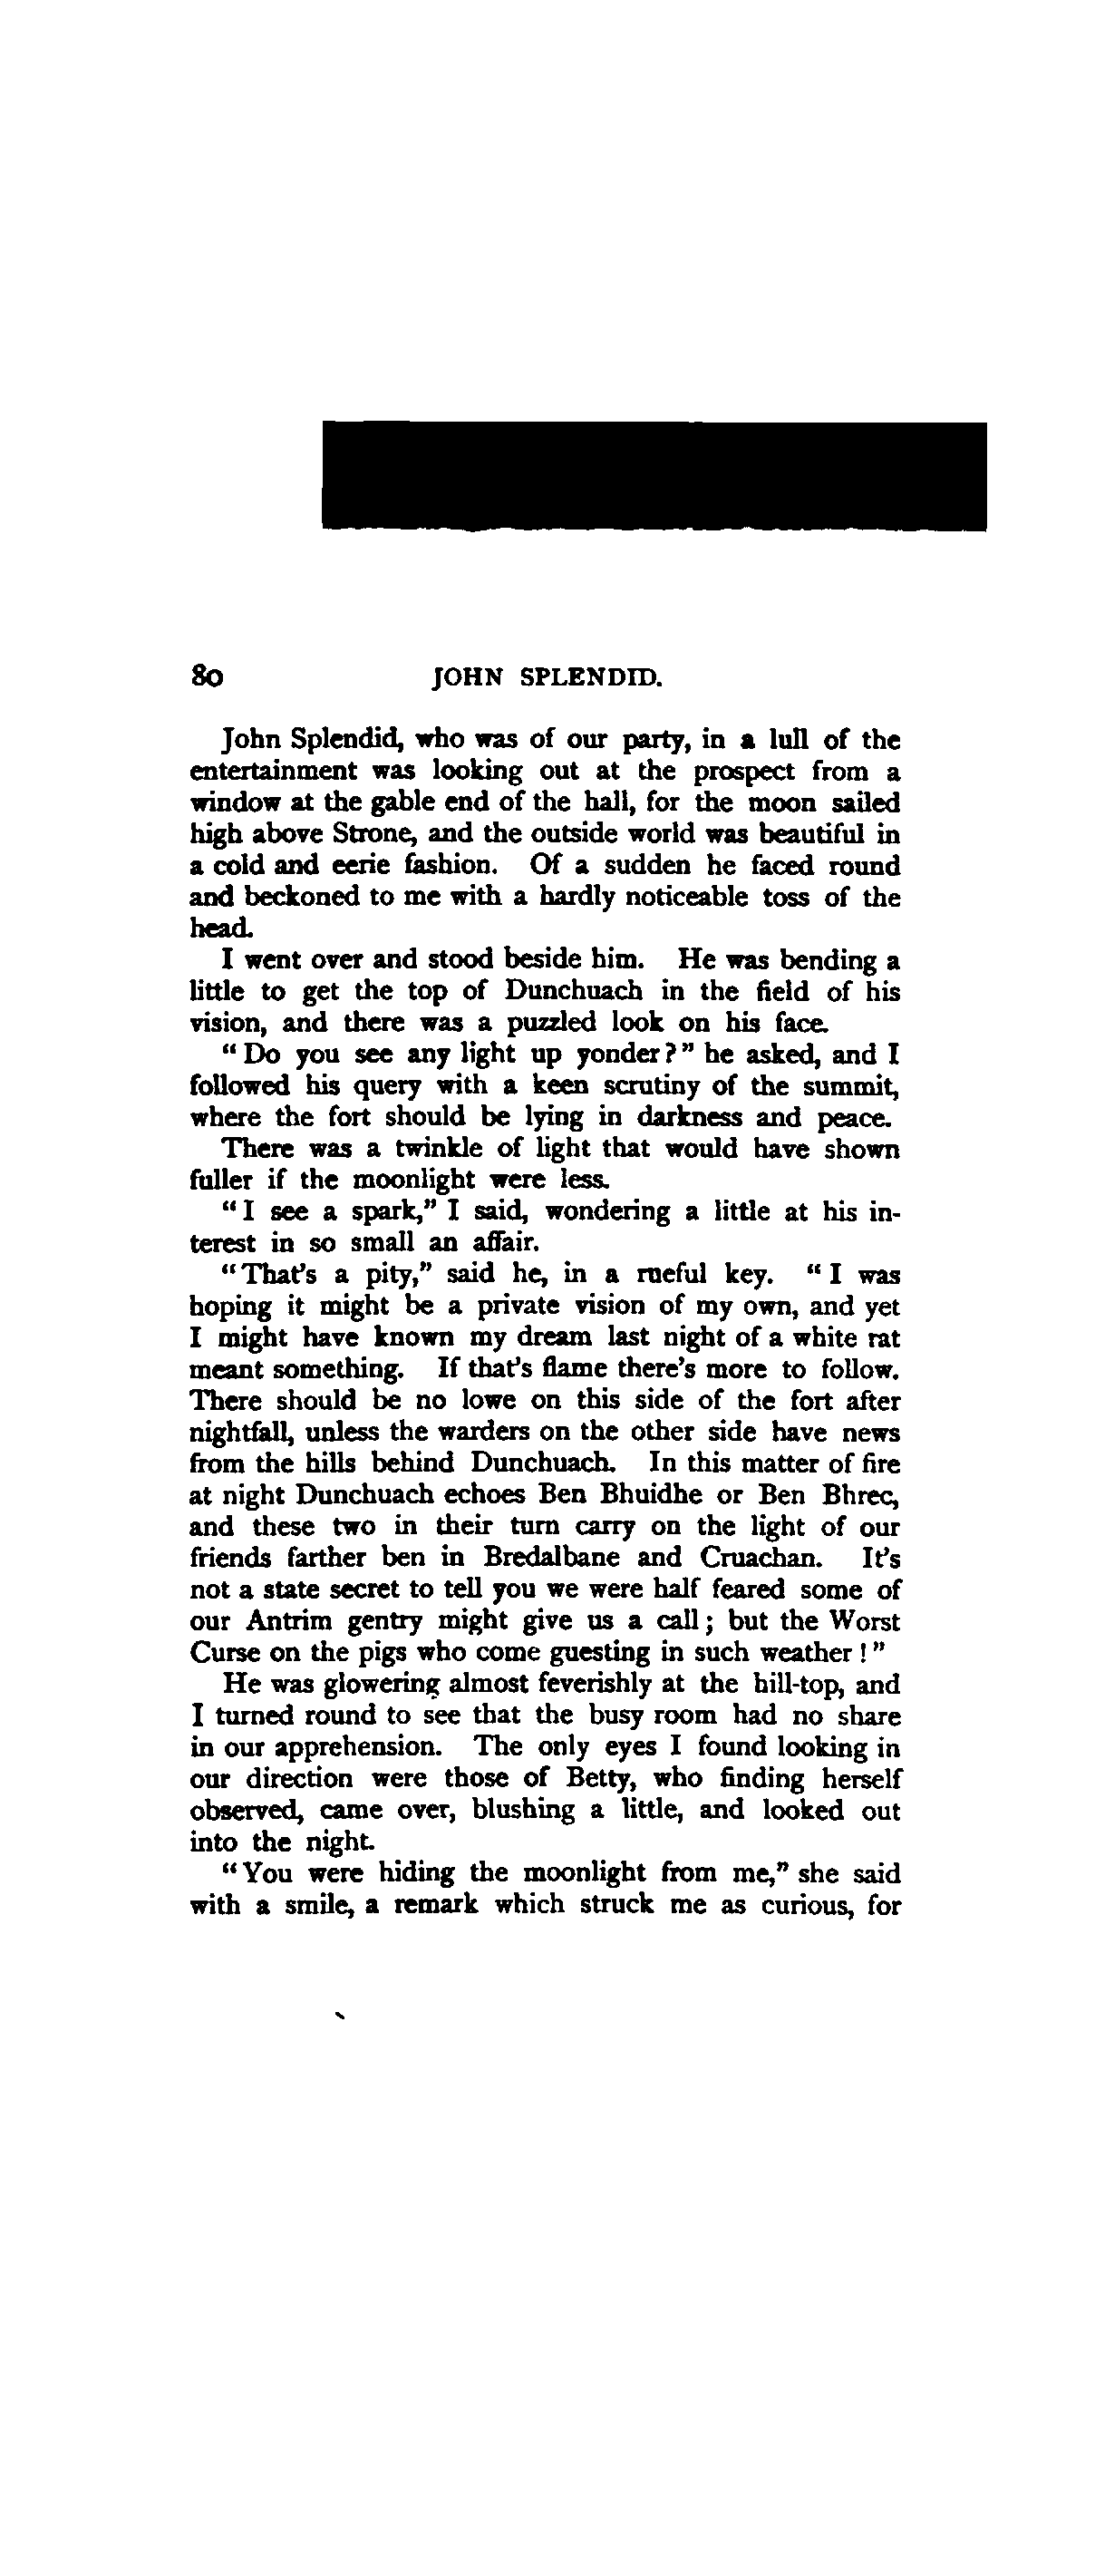 80 JOHN SPLENDID.
John Splendid, who was of our party, in a lull of the
entertainment was looking out at the prospect from a
window at the gable end of the hall, for the moon sailed
high above Strone, and the outside world was beautiful in
a cold and eerie fashion. Of a sudden he faced round
and beckoned to me with a hardly noticeable toss of the
head.
I went over and stood beside him. He was bending a
little to get the top of Dunchuach in the field of his
vision, and there was a puzzled look on his face.
“Do you see any light up yonder?” he asked, and I
followed his query with a keen scrutiny of the summit,
where the fort should be lying in darkness and peace.
There was a twinkle of light that would have shown
fuller if the moonlight were less.
“I see a spark,” I said, wondering a little at his in-
terest in so small an affair.
“That’s a pity,” said he, in a rueful key. “I was
hoping it might be a private vision of my own, and yet
I might have known my dream last night of a white rat
meant something. If that’s flame there’s more to follow.
There should be no lowe on this side of the fort after
nightfall, unless the warders on the other side have news
from the hills behind Dunchuach. In this matter of fire
at night Dunchuach echoes Ben Bhuidhe or Ben Bhrec,
and these two in their turn carry on the light of our
friends farther ben in Bredalbane and Cruachan. It’s
not a state secret to tell you we were half feared some of
our Antrim gentry might give us a call; but the Worst
Curse on the pigs who come guesting in such weather!”
He was glowering almost feverishly at the hill-top, and
I turned round to see that the busy room had no share
in our apprehension. The only eyes I found looking in
our direction were those of Betty, who finding herself
observed, came over, blushing a little, and looked out
into the night.
“You were hiding the moonlight from me,” she said
with a smile, a remark which struck me as curious, for